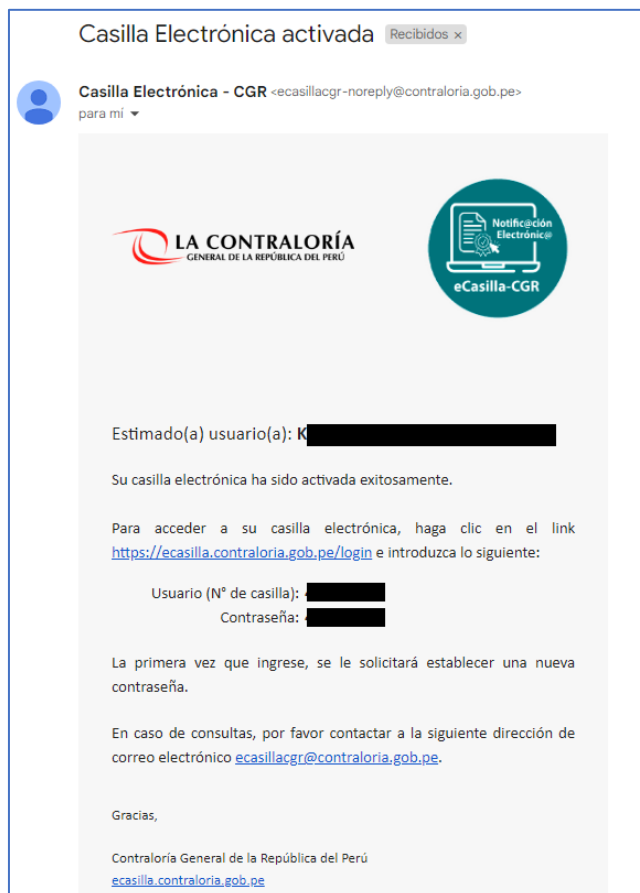 Casilla Electrónica activada Recibidos x
Casilla Electrónica - CGR <ecasillacgr-noreply@contraloria.gob.pe>
para mí
LA CONTRALORÍA
GENERAL DE LA REPÚBLICA DEL PERÚ
Notific@ción
Electrónic@
eCasilla-CGR
Estimado(a) usuario(a): K
Su casilla electrónica ha sido activada exitosamente.
Para acceder a su casilla electrónica, haga clic en el link
https://ecasilla.contraloria.gob.pe/login e introduzca lo siguiente:
Usuario (N° de casilla):
Contraseña:
La primera vez que ingrese, se le solicitará establecer una nueva
contraseña.
En caso de consultas, por favor contactar a la siguiente dirección de
correo electrónico ecasillacgr@contraloria.gob.pe.
Gracias,
Contraloría General de la República del Perú
ecasilla.contraloria.gob.pe